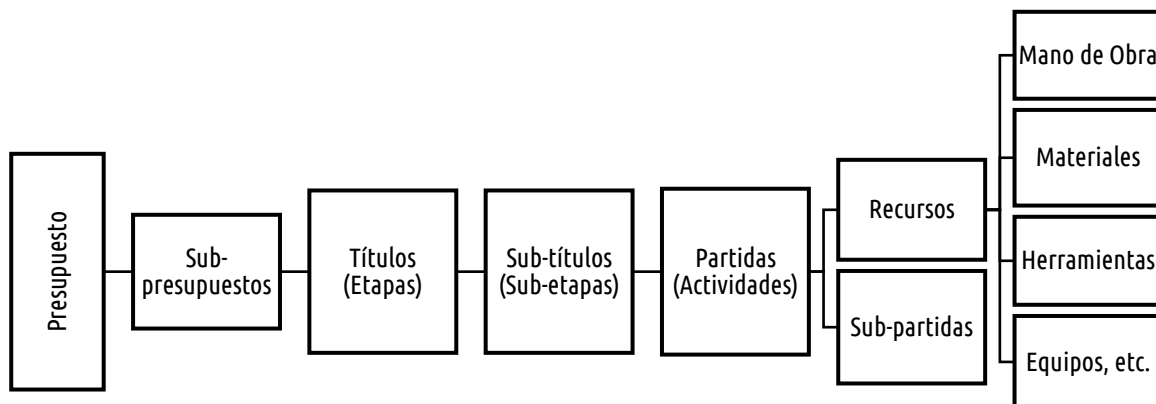 Presupuesto
Sub-
presupuestos
Títulos
(Etapas)
Sub-títulos
(Sub-etapas)
Partidas
(Actividades)
Recursos
Sub-partidas
Mano de Obra
Materiales
Herramientas
Equipos, etc.